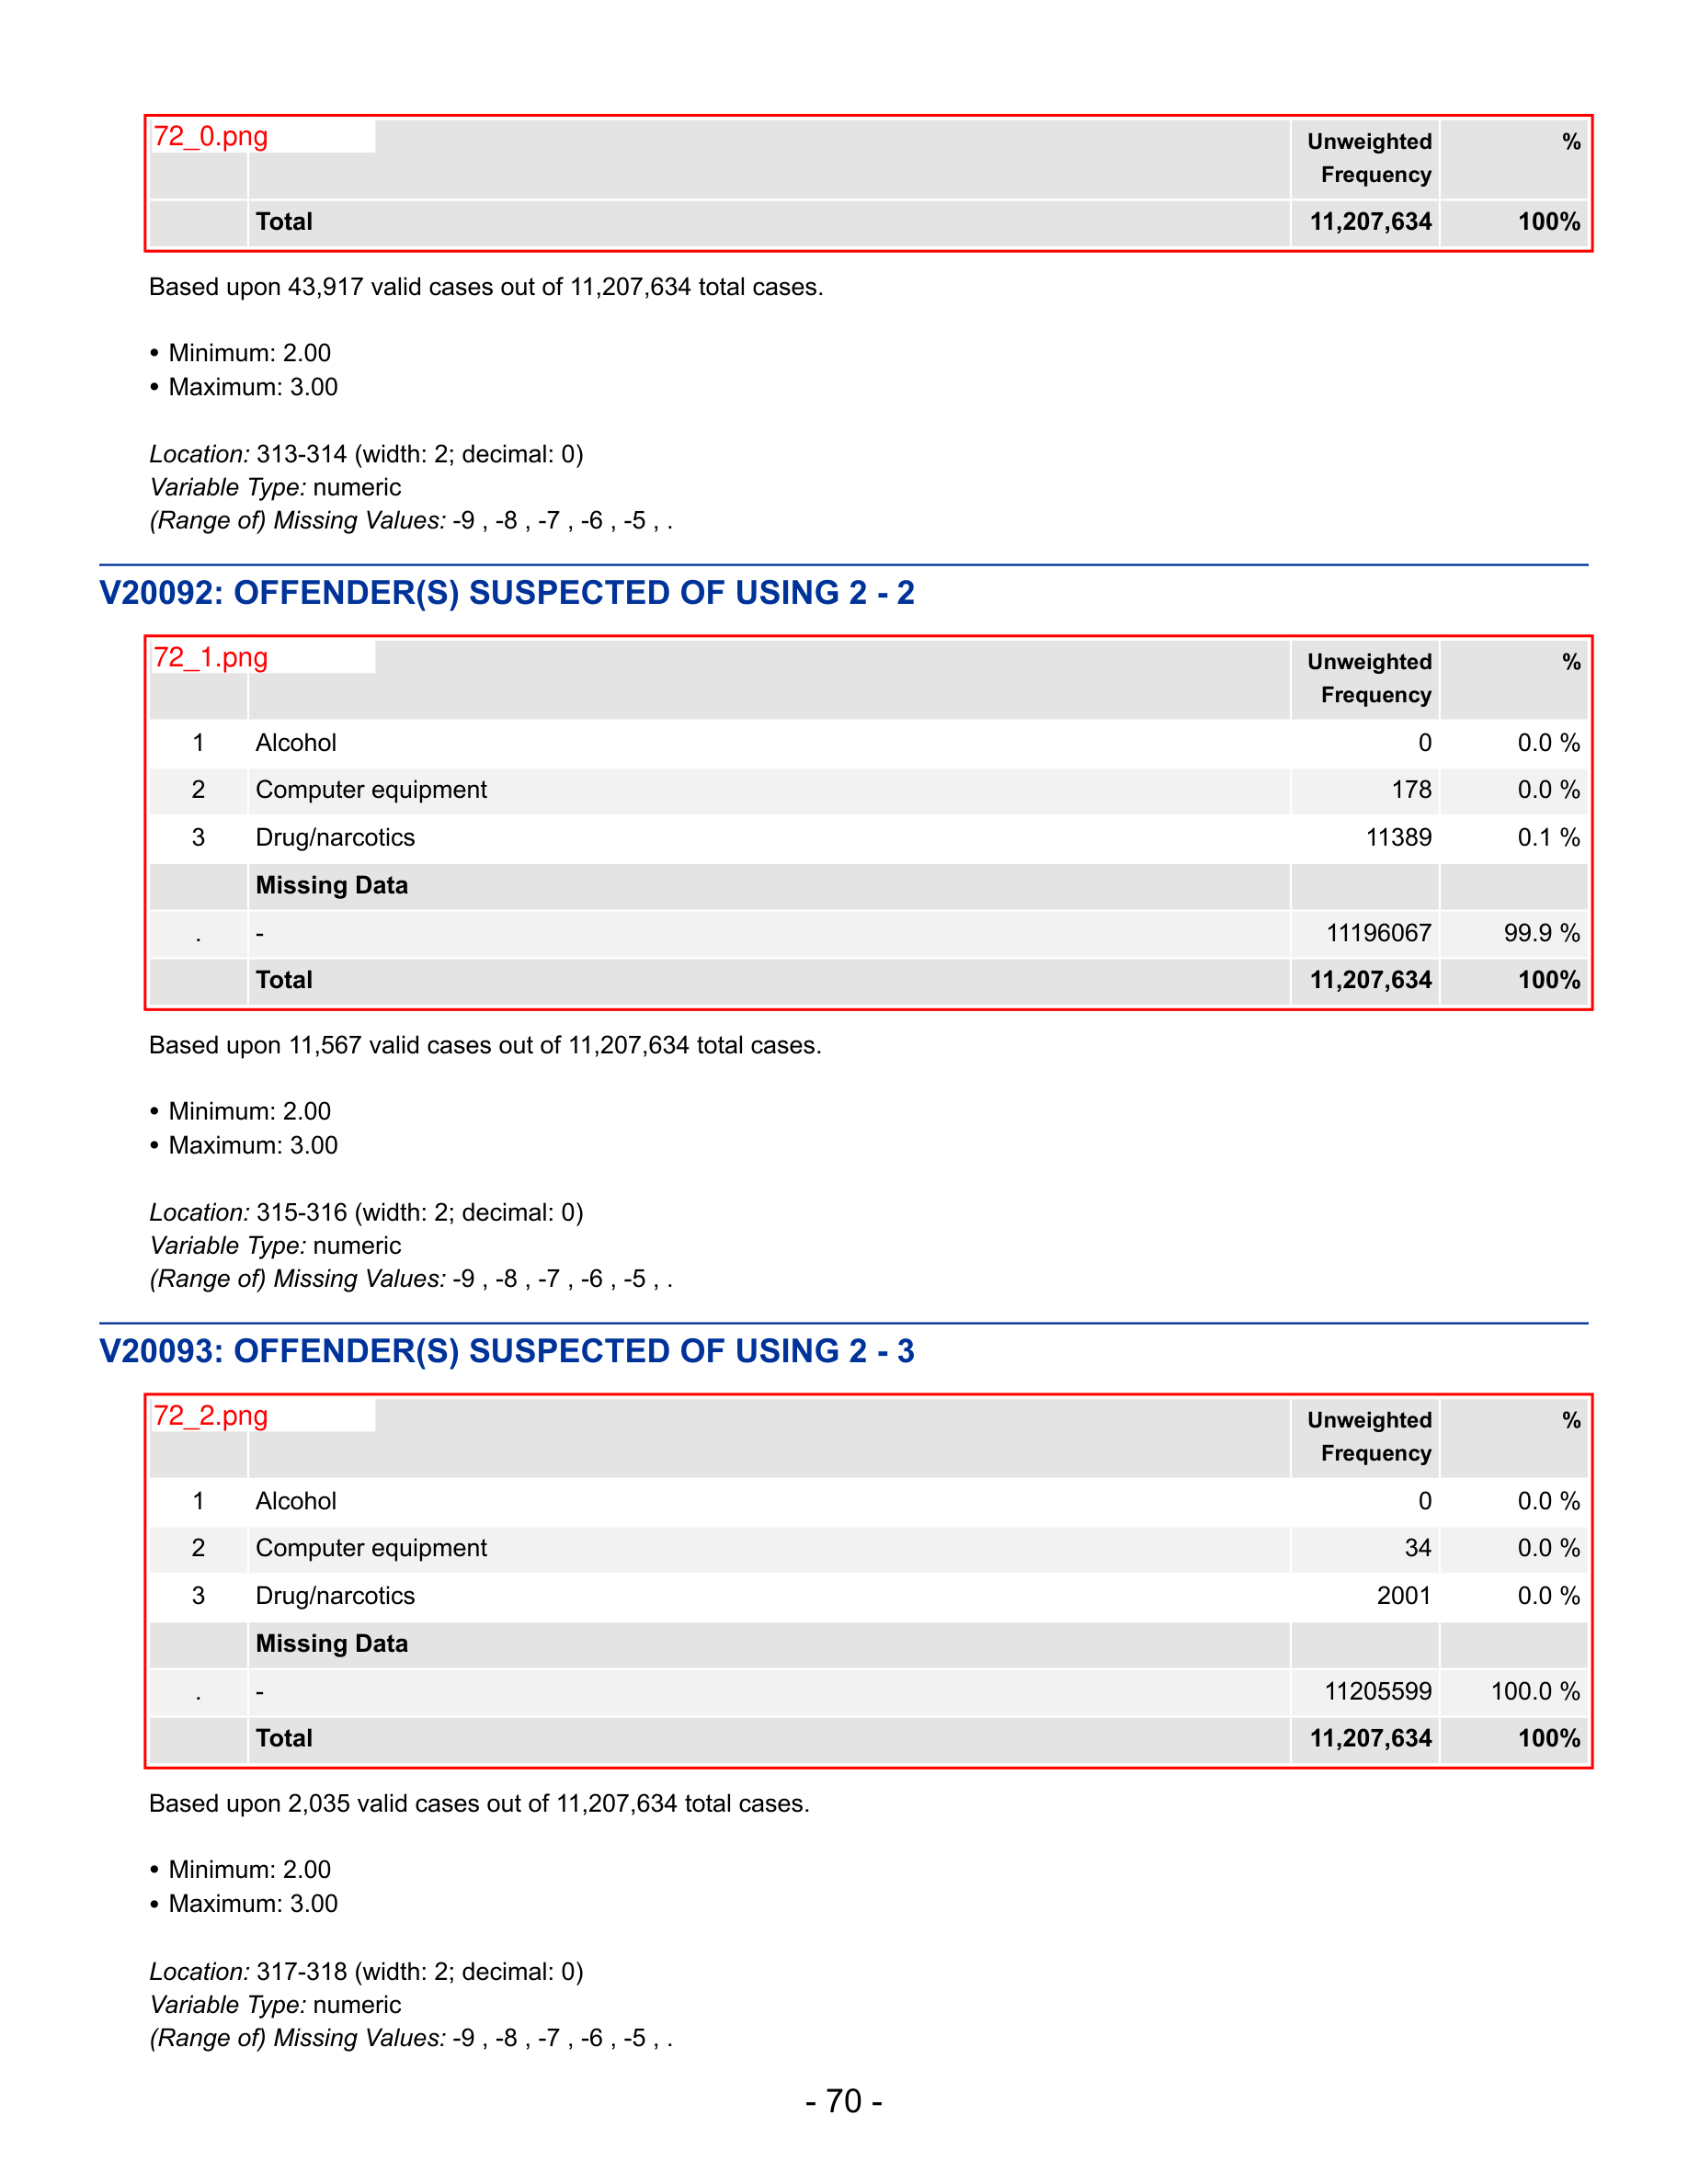 72_0.png
Unweighted Frequency %
Total 11,207,634 100%
Based upon 43,917 valid cases out of 11,207,634 total cases.
• Minimum: 2.00
• Maximum: 3.00
Location: 313-314 (width: 2; decimal: 0)
Variable Type: numeric
(Range of) Missing Values: -9 , -8 , -7 , -6 , -5 , .
V20092: OFFENDER(S) SUSPECTED OF USING 2 - 2
72_1.png
Unweighted Frequency %
1 Alcohol 0 0.0 %
2 Computer equipment 178 0.0 %
3 Drug/narcotics 11389 0.1 %
Missing Data
. - 11196067 99.9 %
Total 11,207,634 100%
Based upon 11,567 valid cases out of 11,207,634 total cases.
• Minimum: 2.00
• Maximum: 3.00
Location: 315-316 (width: 2; decimal: 0)
Variable Type: numeric
(Range of) Missing Values: -9 , -8 , -7 , -6 , -5 , .
V20093: OFFENDER(S) SUSPECTED OF USING 2 - 3
72_2.png
Unweighted Frequency %
1 Alcohol 0 0.0 %
2 Computer equipment 34 0.0 %
3 Drug/narcotics 2001 0.0 %
Missing Data
. - 11205599 100.0 %
Total 11,207,634 100%
Based upon 2,035 valid cases out of 11,207,634 total cases.
• Minimum: 2.00
• Maximum: 3.00
Location: 317-318 (width: 2; decimal: 0)
Variable Type: numeric
(Range of) Missing Values: -9 , -8 , -7 , -6 , -5 , .
- 70 -